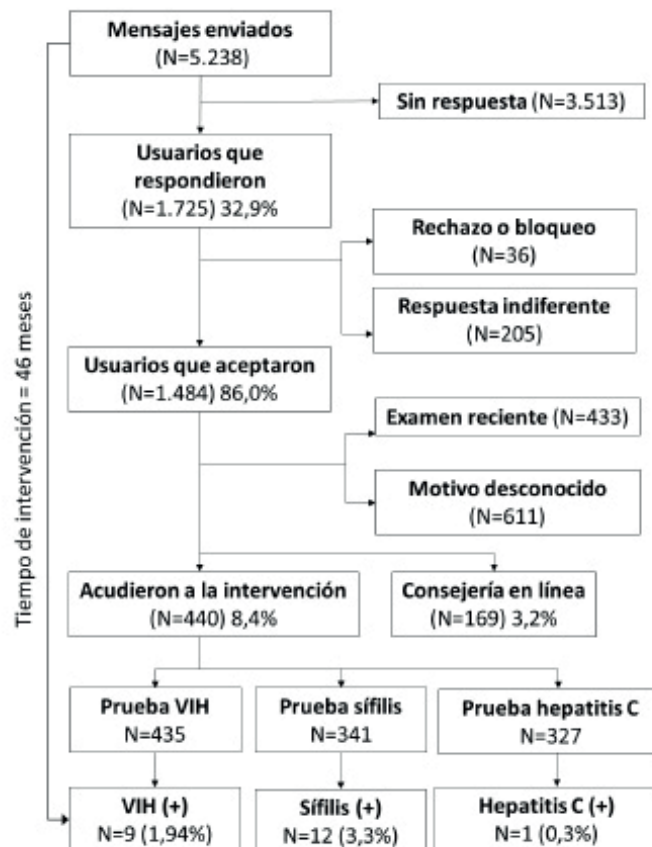 Mensajes enviados
(N=5.238)
Sin respuesta (N=3.513)
Usuarios que
respondieron
(N=1.725) 32,9%
Rechazo o bloqueo
(N=36)
Respuesta indiferente
(N=205)
Usuarios que aceptaron
(N=1.484) 86,0%
Examen reciente (N=433)
Motivo desconocido
(N=611)
Tiempo de intervención = 46 meses
Acudieron a la intervención
(N=440) 8,4%
Consejería en línea
(N=169) 3,2%
Prueba VIH
N=435
Prueba sífilis
N=341
Prueba hepatitis C
N=327
VIH (+)
N=9 (1,94%)
Sífilis (+)
N=12 (3,3%)
Hepatitis C (+)
N=1 (0,3%)